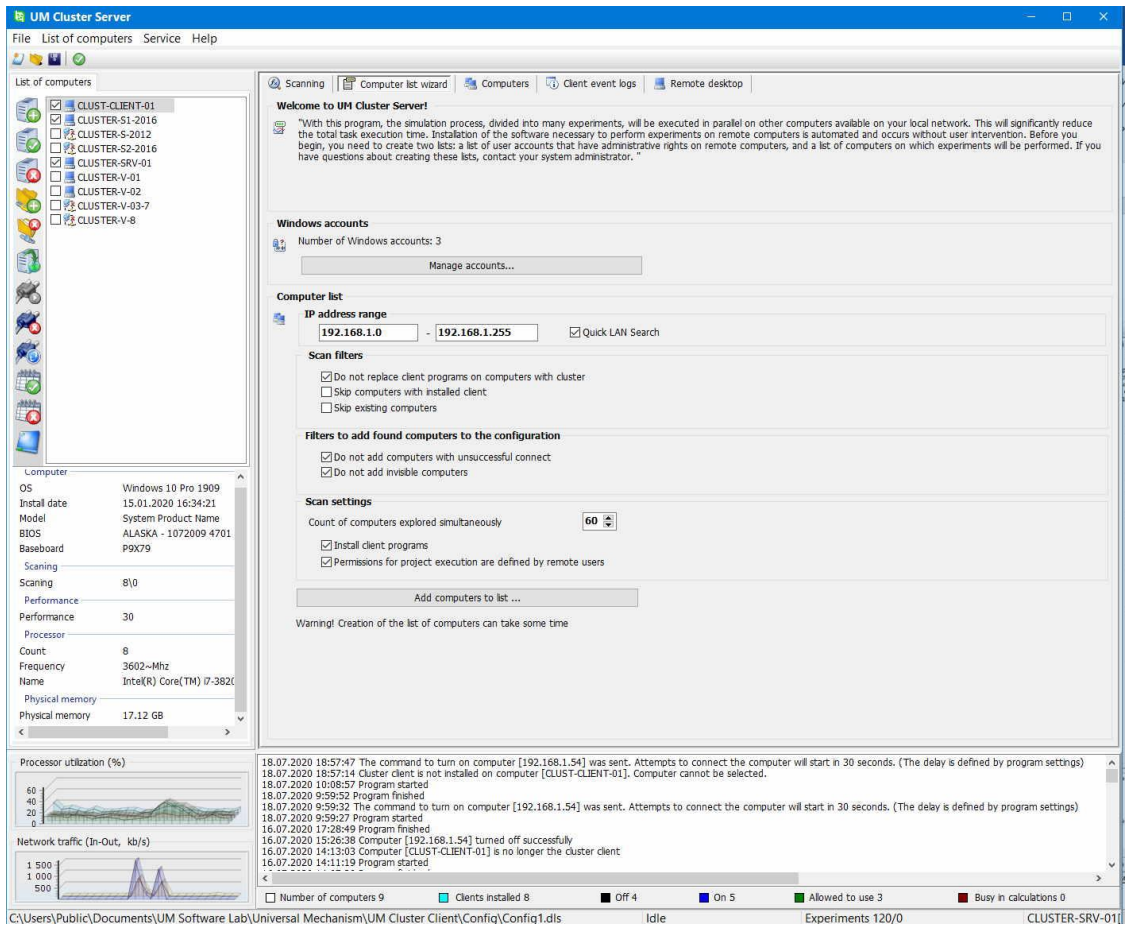 UM Cluster Server
File List of computers Service Help
List of computers
CLUST-CLIENT-01
CLUSTER-S1-2016
CLUSTER-S-2012
CLUSTER-S2-2016
CLUSTER-SRV-01
CLUSTER-V-01
CLUSTER-V-02
CLUSTER-V-03-7
CLUSTER-V-8
Computer
OS Windows 10 Pro 1909
Install date 15.01.2020 16:34:21
Model System Product Name
BIOS ALASKA - 1072009 4701
Baseboard P9X79
Scaning
Scaning 8\0
Performance
Performance 30
Processor
Count 8
Frequency 3602~Mhz
Name Intel(R) Core(TM) i7-382
Physical memory
Physical memory 17.12 GB
Processor utilization (%)
60
40
20
0
Network traffic (In-Out, kb/s)
1 500
1 000
500
Scanning Computer list wizard Computers Client event logs Remote desktop
Welcome to UM Cluster Server!
"With this program, the simulation process, divided into many experiments, will be executed in parallel on other computers available on your local network. This will significantly reduce
the total task execution time. Installation of the software necessary to perform experiments on remote computers is automated and occurs without user intervention. Before you
begin, you need to create two lists: a list of user accounts that have administrative rights on remote computers, and a list of computers on which experiments will be performed. If you
have questions about creating these lists, contact your system administrator. "
Windows accounts
Number of Windows accounts: 3
Manage accounts...
Computer list
IP address range
192.168.1.0 - 192.168.1.255 Quick LAN Search
Scan filters
Do not replace client programs on computers with cluster
Skip computers with installed client
Skip existing computers
Filters to add found computers to the configuration
Do not add computers with unsuccessful connect
Do not add invisible computers
Scan settings
Count of computers explored simultaneously 60
Install client programs
Permissions for project execution are defined by remote users
Add computers to list ...
Warning! Creation of the list of computers can take some time
18.07.2020 18:57:47 The command to turn on computer [192.168.1.54] was sent. Attempts to connect the computer will start in 30 seconds. (The delay is defined by program settings)
18.07.2020 18:57:14 Cluster client is not installed on computer [CLUST-CLIENT-01]. Computer cannot be selected.
18.07.2020 10:08:57 Program started
18.07.2020 9:59:52 Program finished
18.07.2020 9:59:32 The command to turn on computer [192.168.1.54] was sent. Attempts to connect the computer will start in 30 seconds. (The delay is defined by program settings)
18.07.2020 9:59:27 Program started
16.07.2020 17:28:49 Program finished
16.07.2020 15:26:38 Computer [192.168.1.54] turned off successfully
16.07.2020 14:13:03 Computer [CLUST-CLIENT-01] is no longer the cluster client
16.07.2020 14:11:19 Program started
Number of computers 9 Clients installed 8 Off 4 On 5 Allowed to use 3 Busy in calculations 0
C:\Users\Public\Documents\UM Software Lab\Universal Mechanism\UM Cluster Client\Config\Config1.dls Idle Experiments 120/0 CLUSTER-SRV-01[